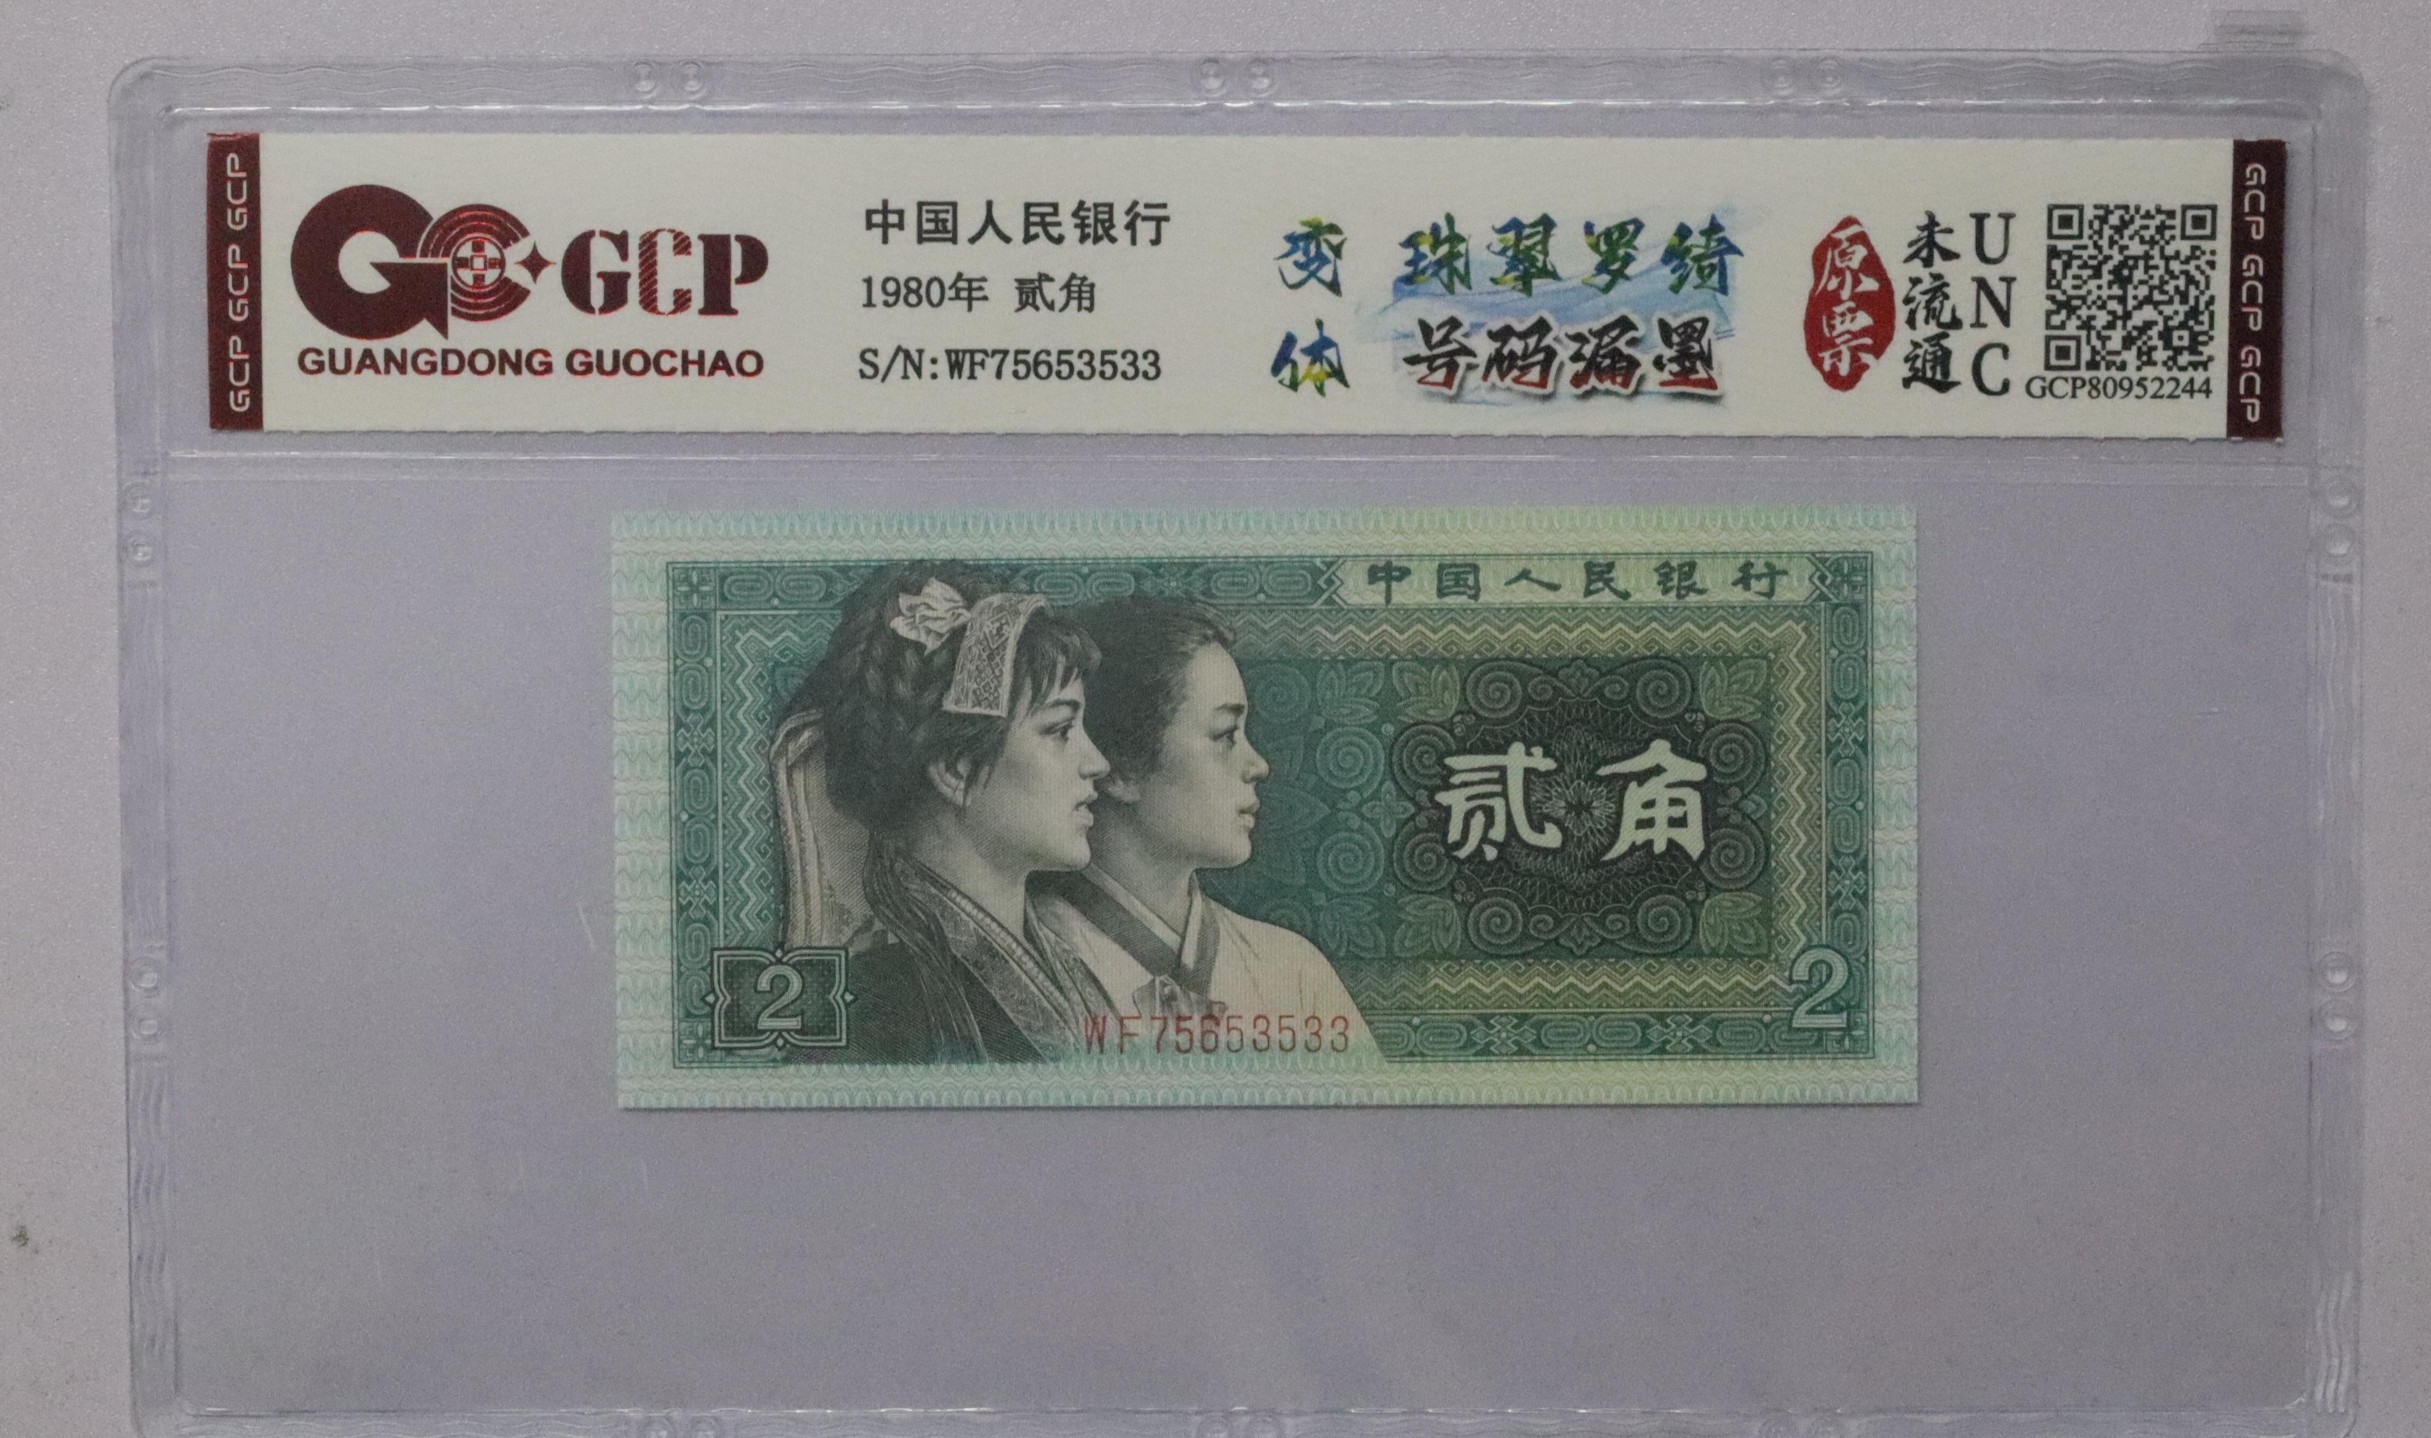 GCP GCP GCP
GCP
GUANGDONG GUOCHAO
中国人民银行
1980年 贰角
S/N:WF75653533
变体
珠翠罗绮
号码漏墨
原票
未流通
UNC
GCP80952244
GCP GCP GCP
中国人民银行
贰角
2
2
WF75653533